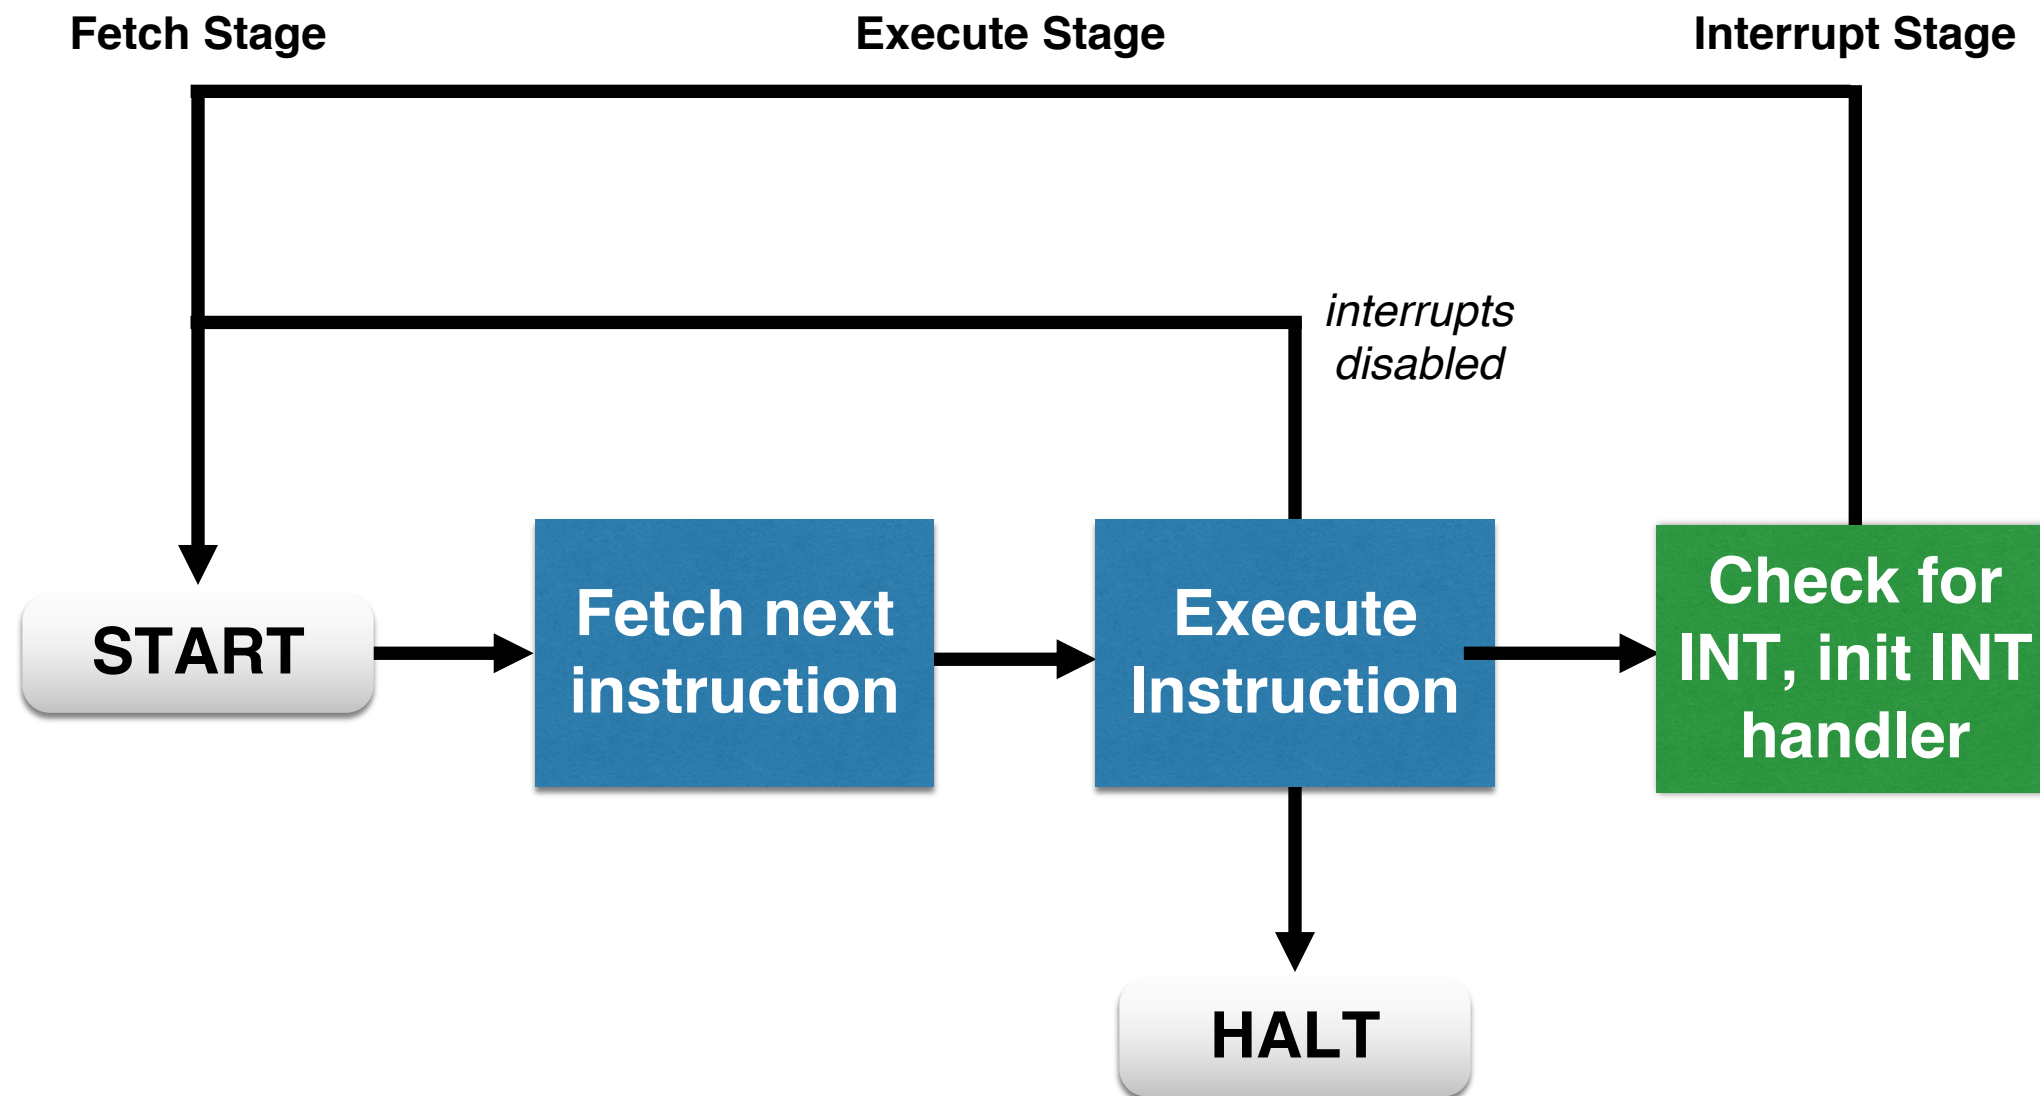 Fetch Stage
Execute Stage
Interrupt Stage
interrupts
disabled
START
Fetch next
instruction
Execute
Instruction
Check for
INT, init INT
handler
HALT